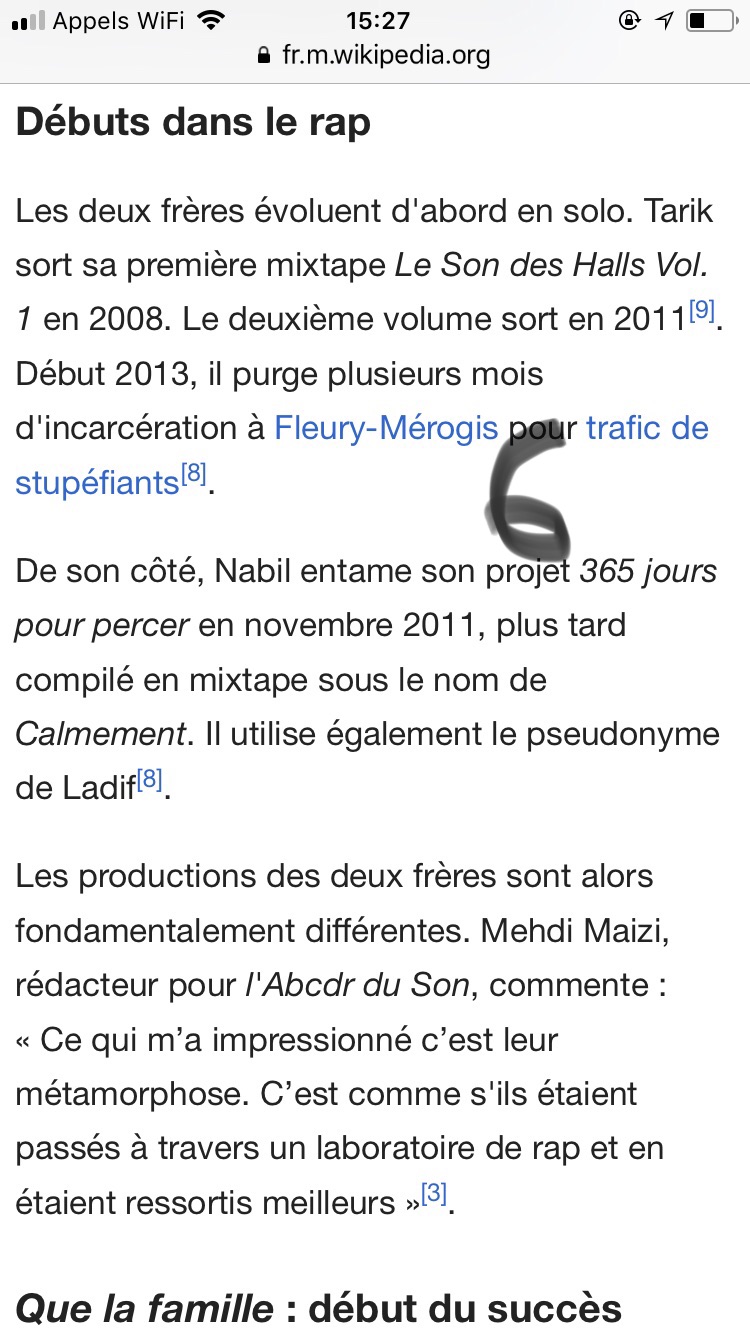 Appels WiFi 15:27
fr.m.wikipedia.org
Débuts dans le rap
Les deux frères évoluent d'abord en solo. Tarik
sort sa première mixtape Le Son des Halls Vol.
1 en 2008. Le deuxième volume sort en 2011[9].
Début 2013, il purge plusieurs mois
d'incarcération à Fleury-Mérogis pour trafic de
stupéfiants[8].
6
De son côté, Nabil entame son projet 365 jours
pour percer en novembre 2011, plus tard
compilé en mixtape sous le nom de
Calmement. Il utilise également le pseudonyme
de Ladif[8].
Les productions des deux frères sont alors
fondamentalement différentes. Mehdi Maizi,
rédacteur pour l'Abcdr du Son, commente :
« Ce qui m’a impressionné c’est leur
métamorphose. C’est comme s'ils étaient
passés à travers un laboratoire de rap et en
étaient ressortis meilleurs »[3].
Que la famille : début du succès